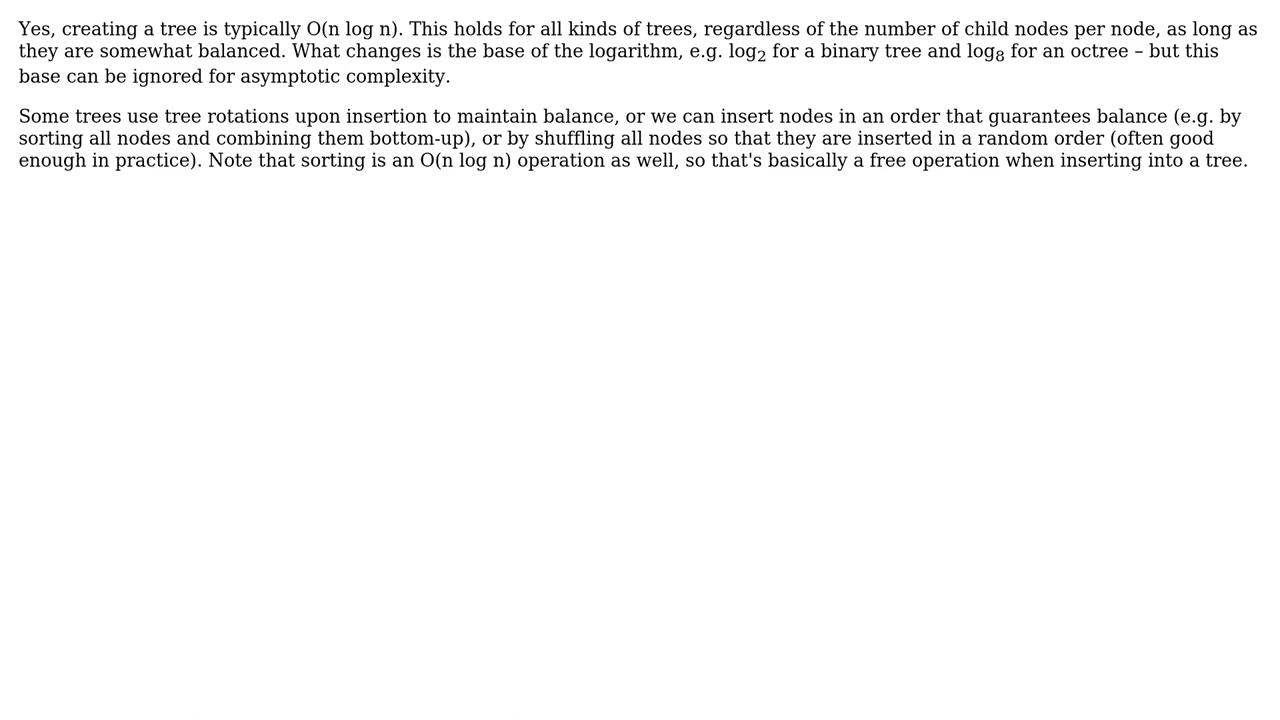 Yes, creating a tree is typically O(n log n). This holds for all kinds of trees, regardless of the number of child nodes per node, as long as
they are somewhat balanced. What changes is the base of the logarithm, e.g. log₂ for a binary tree and log₈ for an octree – but this
base can be ignored for asymptotic complexity.
Some trees use tree rotations upon insertion to maintain balance, or we can insert nodes in an order that guarantees balance (e.g. by
sorting all nodes and combining them bottom-up), or by shuffling all nodes so that they are inserted in a random order (often good
enough in practice). Note that sorting is an O(n log n) operation as well, so that's basically a free operation when inserting into a tree.